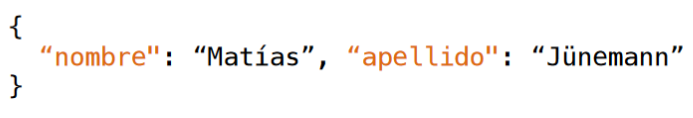 {
“nombre": “Matías”, “apellido": “Jünemann”
}